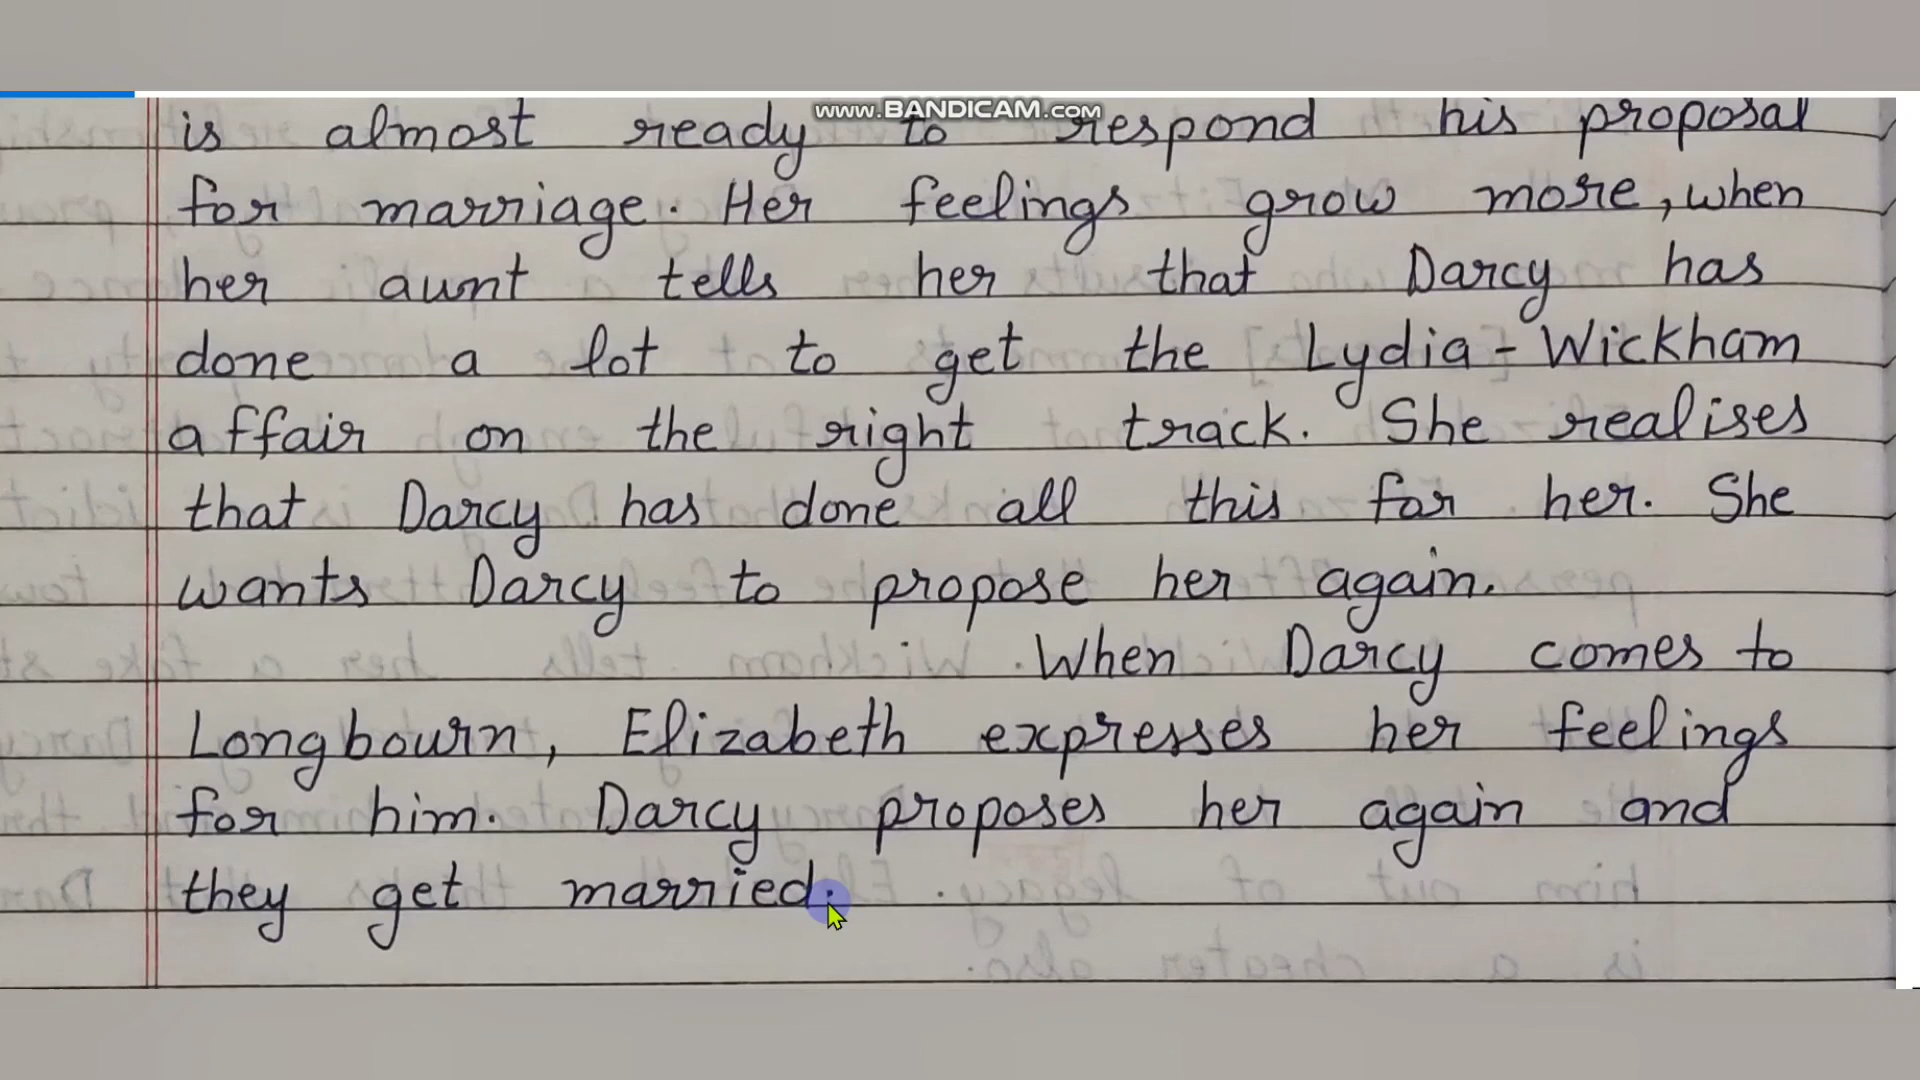 www.BANDICAM.com
is almost ready to respond his proposal
for marriage. Her feelings grow more, when
her aunt tells her that Darcy has
done a lot to get the Lydia-Wickham
affair on the right track. She realises
that Darcy has done all this for her. She
wants Darcy to propose her again.
When Darcy comes to
Longbourn, Elizabeth expresses her feelings
for him. Darcy proposes her again and
they get married.